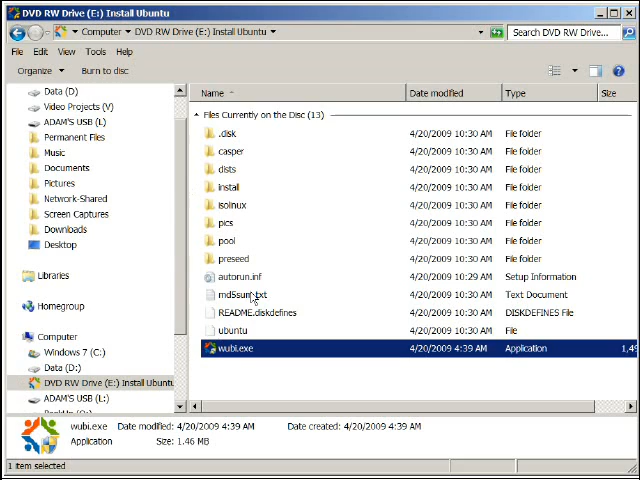 DVD RW Drive (E:) Install Ubuntu
Computer DVD RW Drive (E:) Install Ubuntu Search DVD RW Drive...
File Edit View Tools Help
Organize Burn to disc
Data (D)
Video Projects (V)
ADAM'S USB (L)
Permanent Files
Music
Documents
Pictures
Network-Shared
Screen Captures
Downloads
Desktop
Libraries
Homegroup
Computer
Windows 7 (C:)
Data (D:)
DVD RW Drive (E:) Install Ubuntu
ADAM'S USB (L:)
Name Date modified Type Size
Files Currently on the Disc (13)
.disk 4/20/2009 10:30 AM File folder
casper 4/20/2009 10:30 AM File folder
dists 4/20/2009 10:30 AM File folder
install 4/20/2009 10:30 AM File folder
isolinux 4/20/2009 10:30 AM File folder
pics 4/20/2009 10:30 AM File folder
pool 4/20/2009 10:30 AM File folder
preseed 4/20/2009 10:30 AM File folder
autorun.inf 4/20/2009 10:29 AM Setup Information
md5sum.txt 4/20/2009 10:30 AM Text Document
README.diskdefines 4/20/2009 10:30 AM DISKDEFINES File
ubuntu 4/20/2009 10:30 AM File
wubi.exe 4/20/2009 4:39 AM Application 1,49
wubi.exe Date modified: 4/20/2009 4:39 AM Date created: 4/20/2009 4:39 AM
Application Size: 1.46 MB
1 item selected